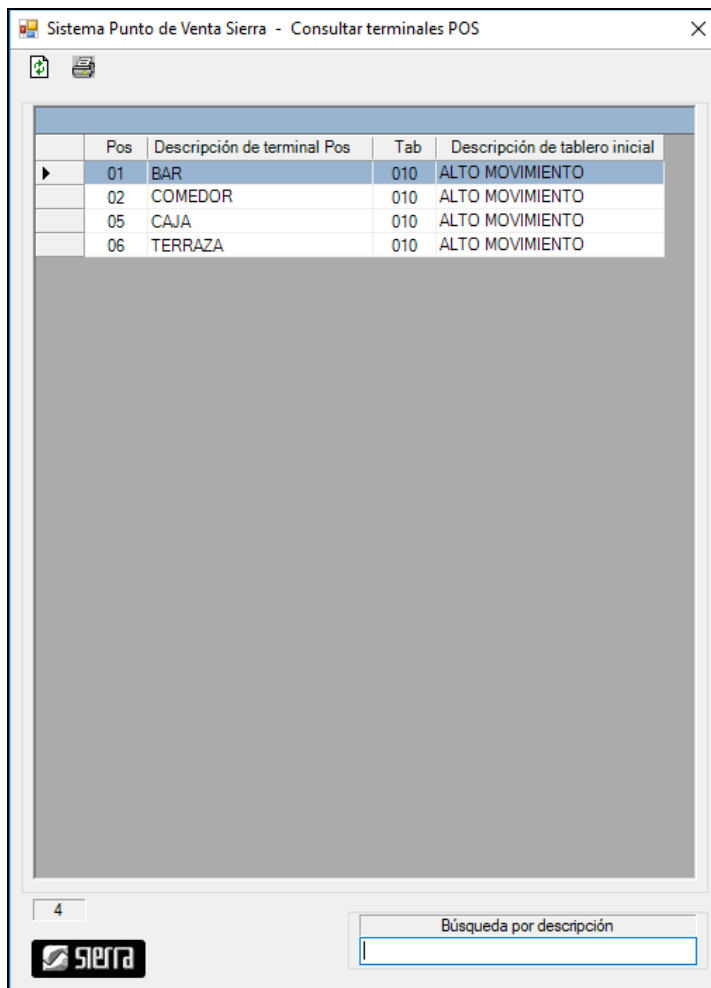 Sistema Punto de Venta Sierra - Consultar terminales POS
Pos Descripción de terminal Pos Tab Descripción de tablero inicial
01 BAR 010 ALTO MOVIMIENTO
02 COMEDOR 010 ALTO MOVIMIENTO
05 CAJA 010 ALTO MOVIMIENTO
06 TERRAZA 010 ALTO MOVIMIENTO
4
Búsqueda por descripción
sierra